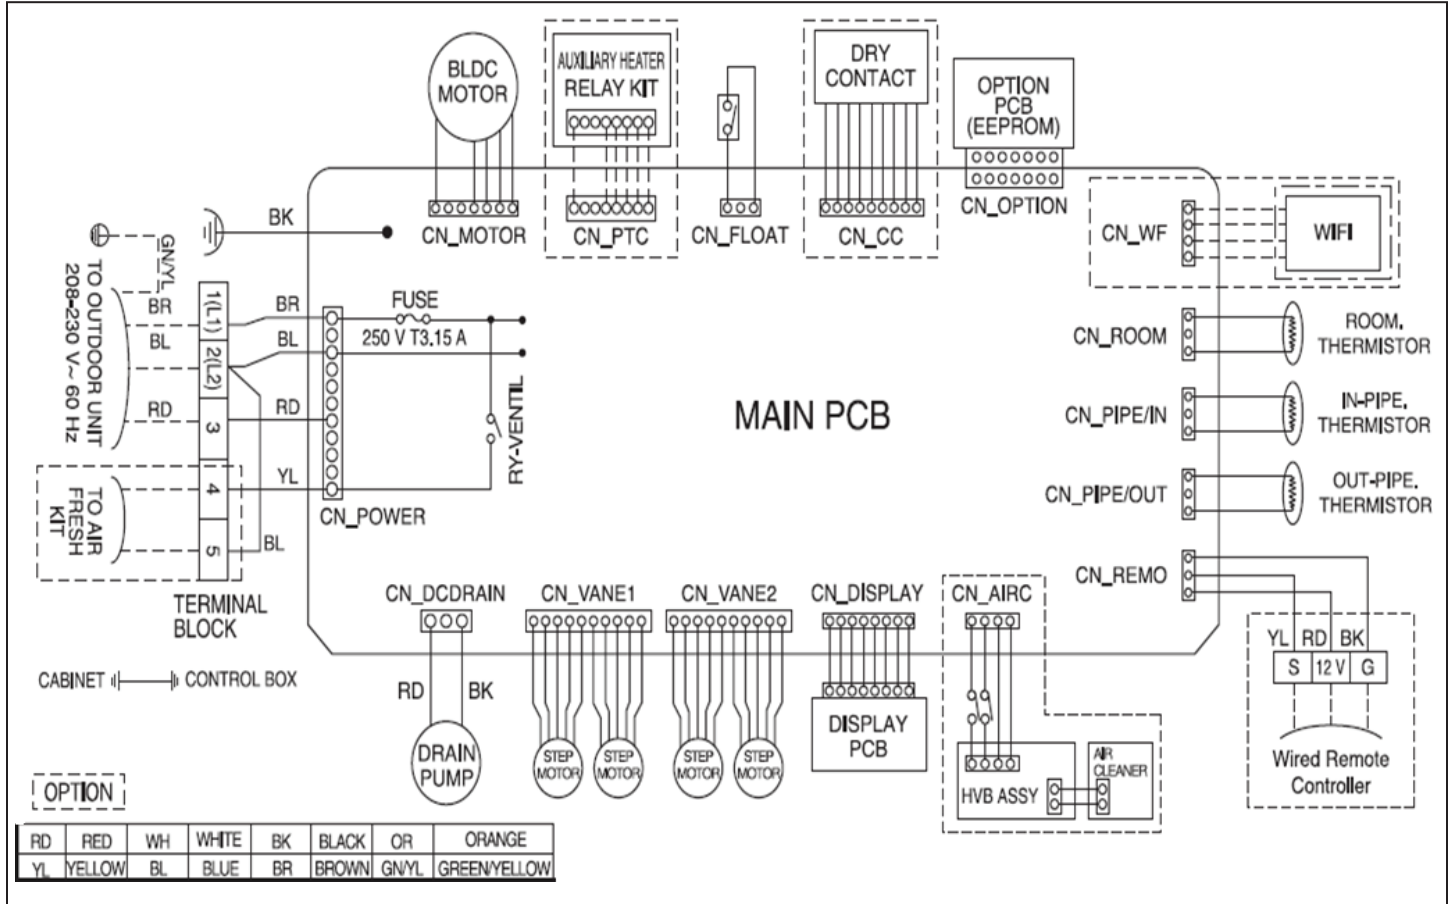 BLDC
MOTOR
AUXILIARY HEATER
RELAY KIT
DRY
CONTACT
OPTION
PCB
(EEPROM)
CN_MOTOR
CN_PTC
CN_FLOAT
CN_CC
CN_OPTION
CN_WF
WIFI
BK
GN/YL
TO OUTDOOR UNIT
208-230 V~ 60 Hz
BR
BL
RD
1(L1)
2(L2)
3
4
5
BR
BL
RD
YL
BL
FUSE
250 V T3.15 A
RY-VENTIL
CN_POWER
TO AIR
FRESH
KIT
TERMINAL
BLOCK
MAIN PCB
CN_ROOM
ROOM.
THERMISTOR
CN_PIPE/IN
IN-PIPE.
THERMISTOR
CN_PIPE/OUT
OUT-PIPE.
THERMISTOR
CN_REMO
YL RD BK
S 12 V G
Wired Remote
Controller
CN_DCDRAIN
CN_VANE1
CN_VANE2
CN_DISPLAY
CN_AIRC
RD
BK
DRAIN
PUMP
STEP
MOTOR
STEP
MOTOR
STEP
MOTOR
STEP
MOTOR
DISPLAY
PCB
HVB ASSY
AIR
CLEANER
CABINET
CONTROL BOX
OPTION
RD RED WH WHITE BK BLACK OR ORANGE
YL YELLOW BL BLUE BR BROWN GN/YL GREEN/YELLOW